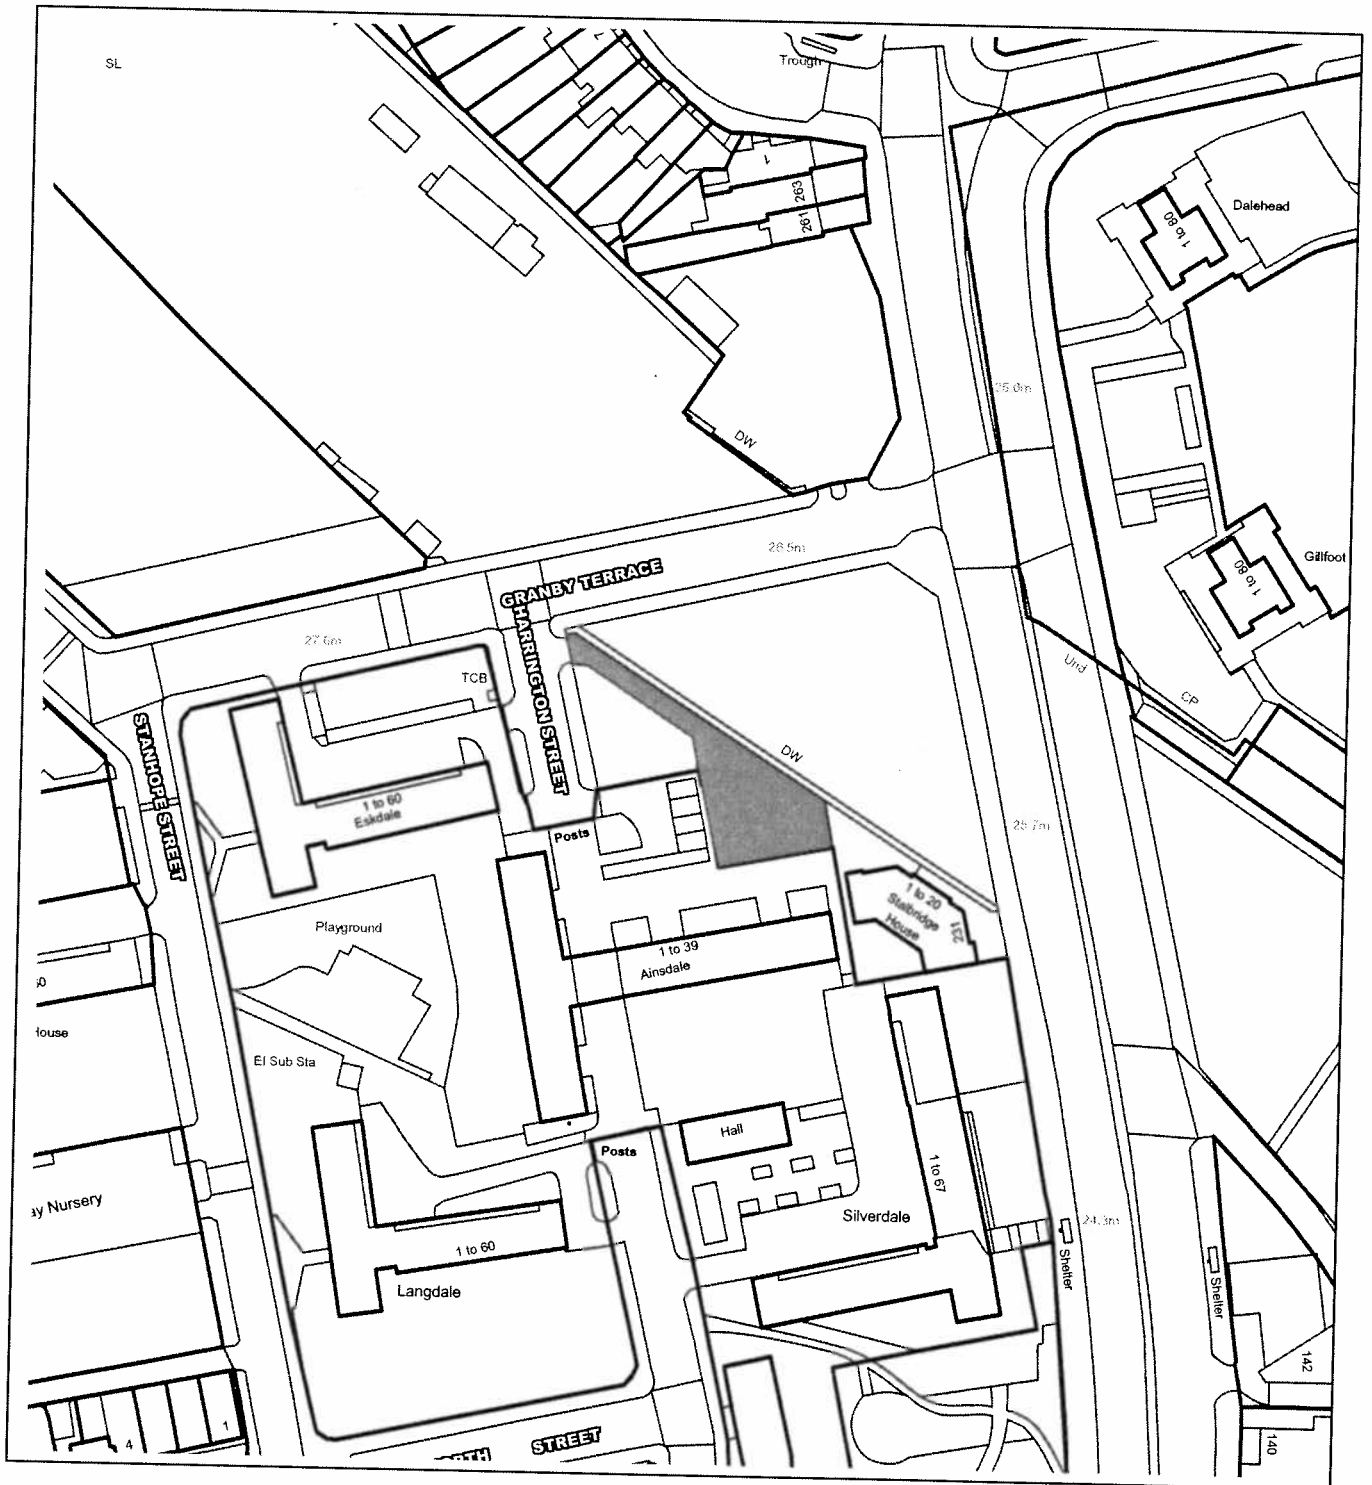 SL
Trough
1
263
261
Dalehead
1 to 80
25.0m
DW
26.5m
Gillfoot
1 to 80
GRANBY TERRACE
HARRINGTON STREET
27.6m
TCB
Und
CP
STANHOPE STREET
DW
1 to 60
Eskdale
Posts
25.7m
1 to 20
Stalbridge
House
231
Playground
1 to 39
Ainsdale
House
El Sub Sta
Hall
Posts
1 to 67
ay Nursery
Silverdale
24.3m
1 to 60
Langdale
Shelter
Shelter
142
1
4
STREET
140